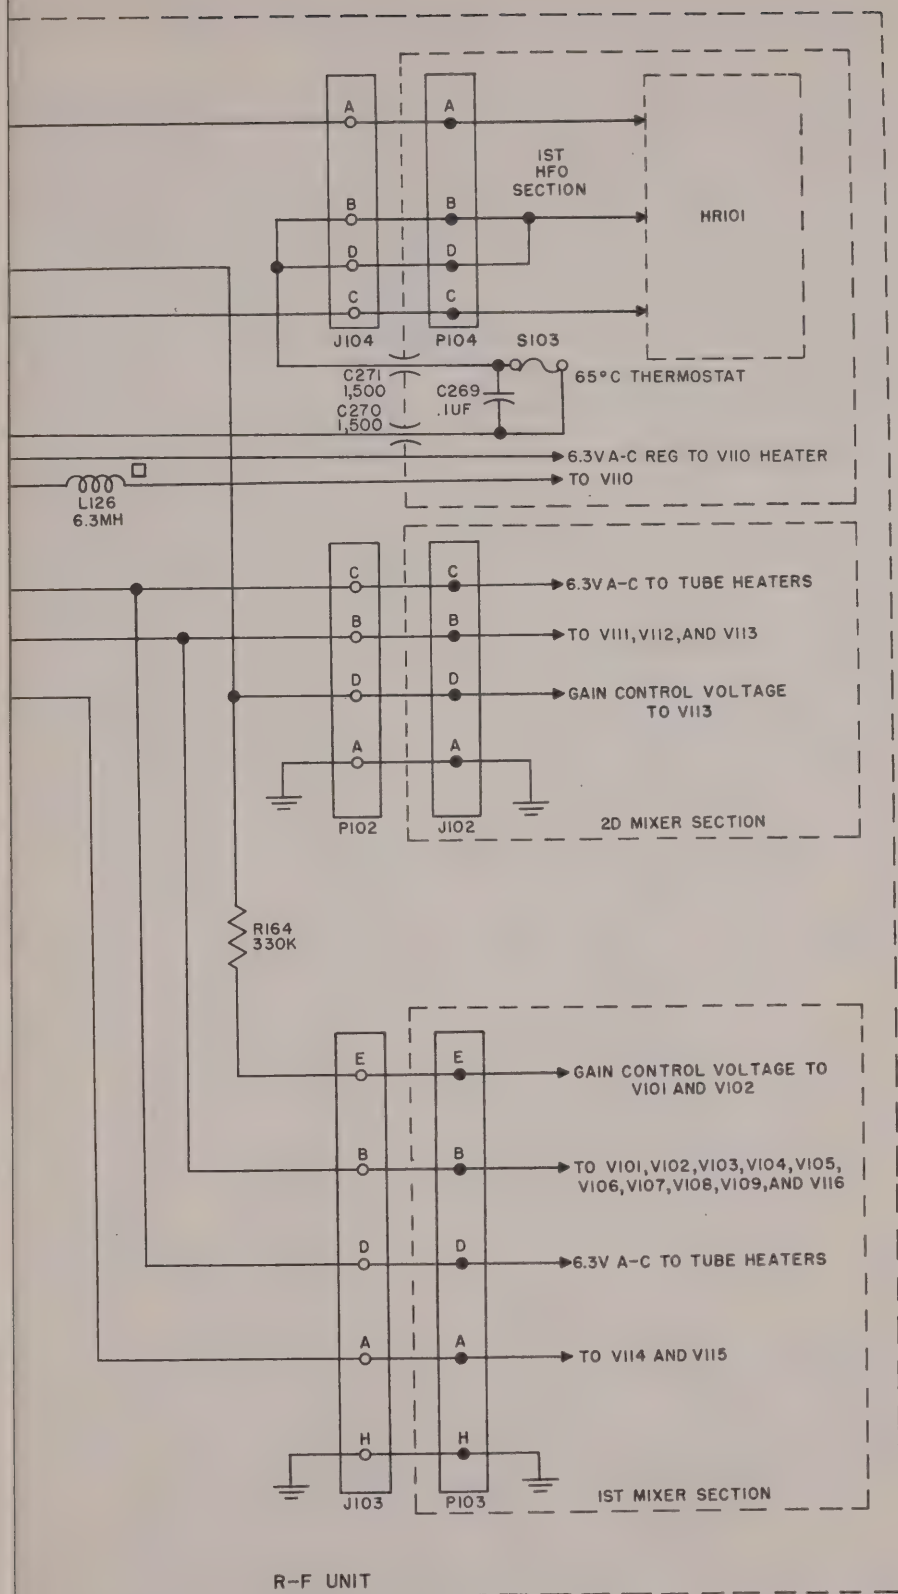 A A
1ST
HFO
SECTION
B B
HR101
D D
C C
J104 P104 S103
65°C THERMOSTAT
C271
1,500
C269
.1UF
C270
1,500
6.3V A-C REG TO V110 HEATER
TO V110
L126
6.3MH
C C
6.3V A-C TO TUBE HEATERS
B B
TO V111, V112, AND V113
D D
GAIN CONTROL VOLTAGE
TO V113
A A
P102 J102
2D MIXER SECTION
R164
330K
E E
GAIN CONTROL VOLTAGE TO
V101 AND V102
B B
TO V101, V102, V103, V104, V105,
V106, V107, V108, V109, AND V116
D D
6.3V A-C TO TUBE HEATERS
A A
TO V114 AND V115
H H
J103 P103
1ST MIXER SECTION
R-F UNIT